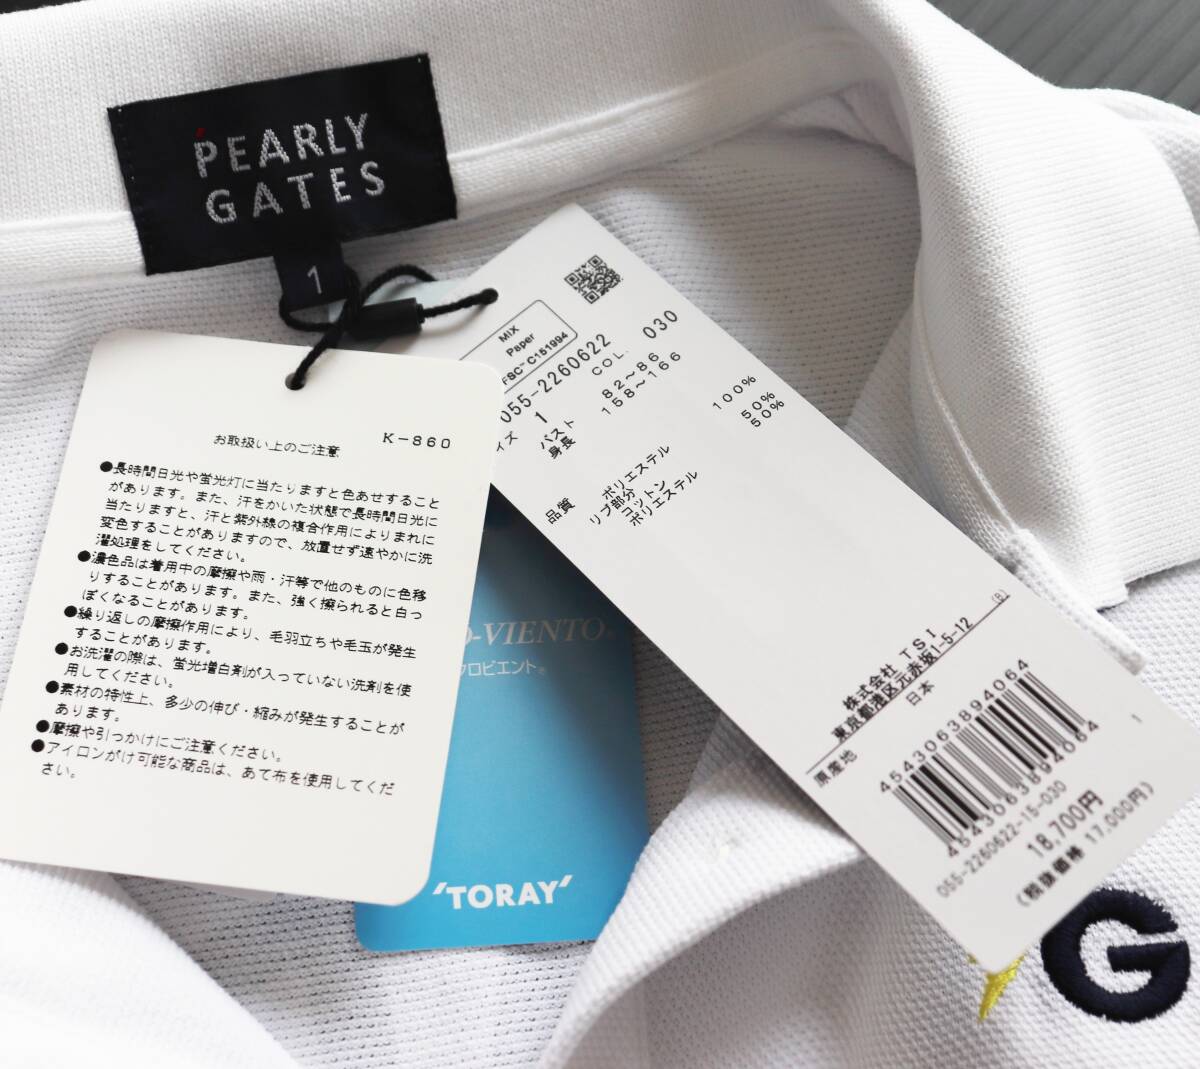 PEARLY
GATES
1
お取扱い上のご注意 K-860
●長時間日光や蛍光灯に当たりますと色あせすること
があります。また、汗をかいた状態で長時間日光に
当たりますと、汗と紫外線の複合作用によりまれに
変色することがありますので、放置せず速やかに洗
濯処理をしてください。
●濃色品は着用中の摩擦や雨・汗等で他のものに色移
りすることがあります。また、強く擦られると白っ
ぽくなることがあります。
●繰り返しの摩擦作用により、毛羽立ちや毛玉が発生
することがあります。
●お洗濯の際は、蛍光増白剤が入っていない洗剤を使
用してください。
●素材の特性上、多少の伸び・縮みが発生することが
あります。
●摩擦や引っかけにご注意ください。
●アイロンがけ可能な商品は、あて布を使用してくだ
さい。
O-VIENTO®
クロビエント®
'TORAY'
MIX
Paper
FSC™ C151994
055-2260622
COL. 030
イズ 1
バスト 82～86
身長 158～166
品質 ポリエステル 100%
リブ部分
コットン 50%
ポリエステル 50%
(B)
株式会社 TSI
東京都港区元赤坂1-5-12
原産地 日本
4543063894064
4543063894064
1
055-2260622-15-030
18,700円
(税抜価格 17,000円)
G